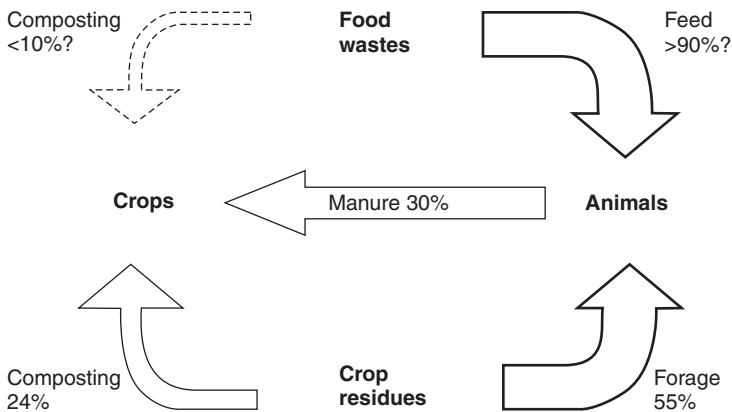 Composting
<10%?
Food
wastes
Feed
>90%?
Crops
Manure 30%
Animals
Composting
24%
Crop
residues
Forage
55%